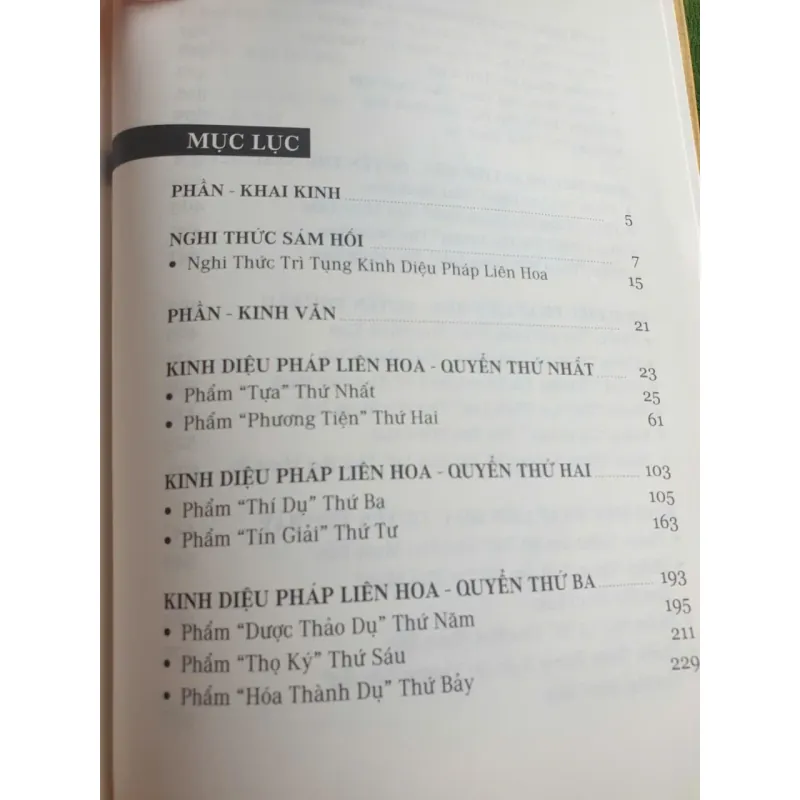 MỤC LỤC
PHẦN - KHAI KINH 5
NGHI THỨC SÁM HỐI 7
• Nghi Thức Trì Tụng Kinh Diệu Pháp Liên Hoa 15
PHẦN - KINH VĂN 21
KINH DIỆU PHÁP LIÊN HOA - QUYỂN THỨ NHẤT 23
• Phẩm “Tựa” Thứ Nhất 25
• Phẩm “Phương Tiện” Thứ Hai 61
KINH DIỆU PHÁP LIÊN HOA - QUYỂN THỨ HAI 103
• Phẩm “Thí Dụ” Thứ Ba 105
• Phẩm “Tín Giải” Thứ Tư 163
KINH DIỆU PHÁP LIÊN HOA - QUYỂN THỨ BA 193
• Phẩm “Dược Thảo Dụ” Thứ Năm 195
• Phẩm “Thọ Ký” Thứ Sáu 211
• Phẩm “Hóa Thành Dụ” Thứ Bảy 229